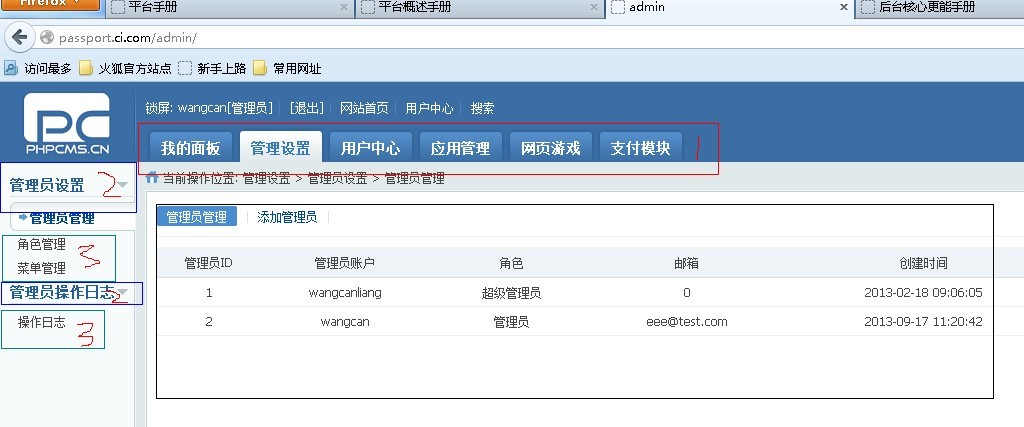 Firefox
平台手册 平台概述手册 admin 后台核心更能手册
passport.ci.com/admin/
访问最多 火狐官方站点 新手上路 常用网址
PC
PHPCMS.CN
锁屏: wangcan[管理员] [退出] 网站首页 用户中心 搜索
我的面板 管理设置 用户中心 应用管理 网页游戏 支付模块 1
当前操作位置: 管理设置 > 管理员设置 > 管理员管理
管理员设置 2
管理员管理
角色管理
菜单管理 3
管理员操作日志 2
操作日志 3
管理员管理 添加管理员
管理员ID 管理员账户 角色 邮箱 创建时间
1 wangcanliang 超级管理员 0 2013-02-18 09:06:05
2 wangcan 管理员 eee@test.com 2013-09-17 11:20:42